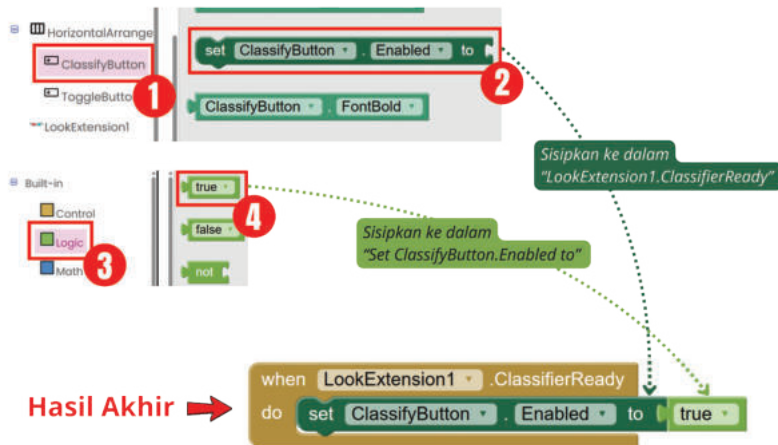 HorizontalArrange
ClassifyButton
ToggleButto
LookExtension1
1
set ClassifyButton . Enabled to
2
ClassifyButton . FontBold
Sisipkan ke dalam
"LookExtension1.ClassifierReady"
Built-in
Control
Logic
Math
3
true
false
not
4
Sisipkan ke dalam
"Set ClassifyButton.Enabled to"
Hasil Akhir
when LookExtension1 .ClassifierReady
do set ClassifyButton . Enabled to true